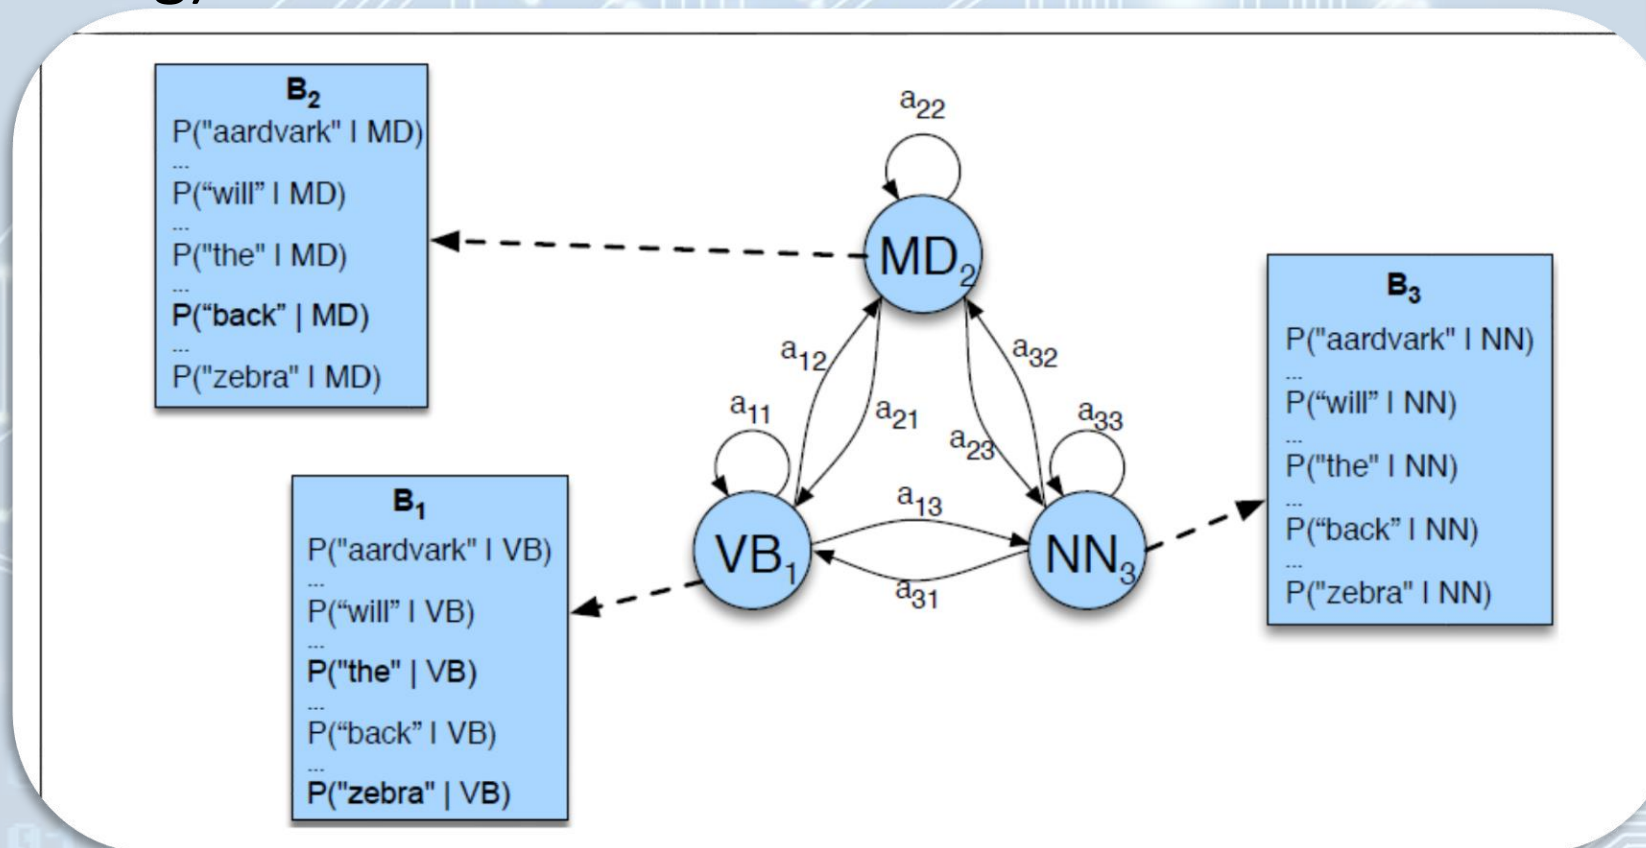 B2
P("aardvark" | MD)
...
P(“will” | MD)
...
P("the" | MD)
...
P(“back” | MD)
...
P("zebra" | MD)
a22
MD2
B3
P("aardvark" | NN)
...
P(“will” | NN)
...
P("the" | NN)
...
P(“back” | NN)
...
P("zebra" | NN)
a12
a32
a21
a23
a11
a33
a13
VB1
NN3
a31
B1
P("aardvark" | VB)
...
P(“will” | VB)
...
P("the" | VB)
...
P(“back” | VB)
...
P("zebra" | VB)